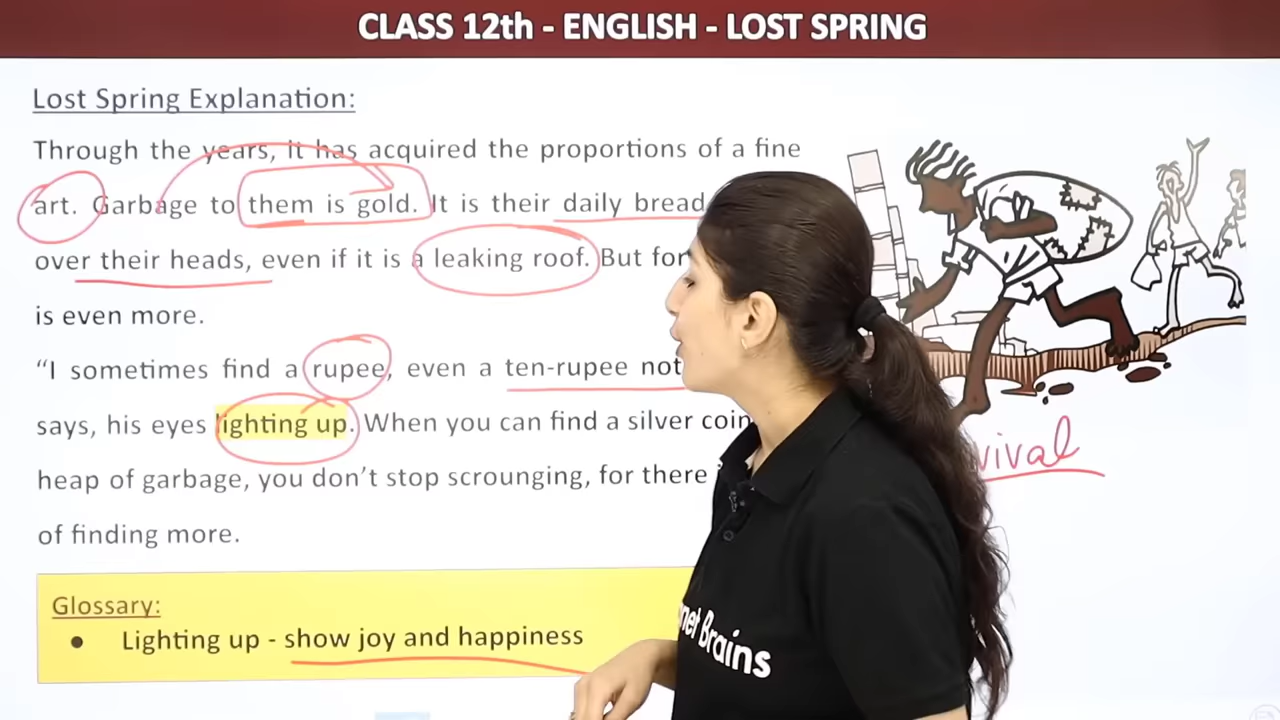 CLASS 12th - ENGLISH - LOST SPRING
Lost Spring Explanation:
Through the years, it has acquired the proportions of a fine
art. Garbage to them is gold. It is their daily bread
over their heads, even if it is a leaking roof. But for
is even more.
“I sometimes find a rupee, even a ten-rupee
says, his eyes lighting up. When you can find a silver coin
heap of garbage, you don’t stop scrounging, for there
of finding more.
Glossary:
● Lighting up - show joy and happiness
Brains